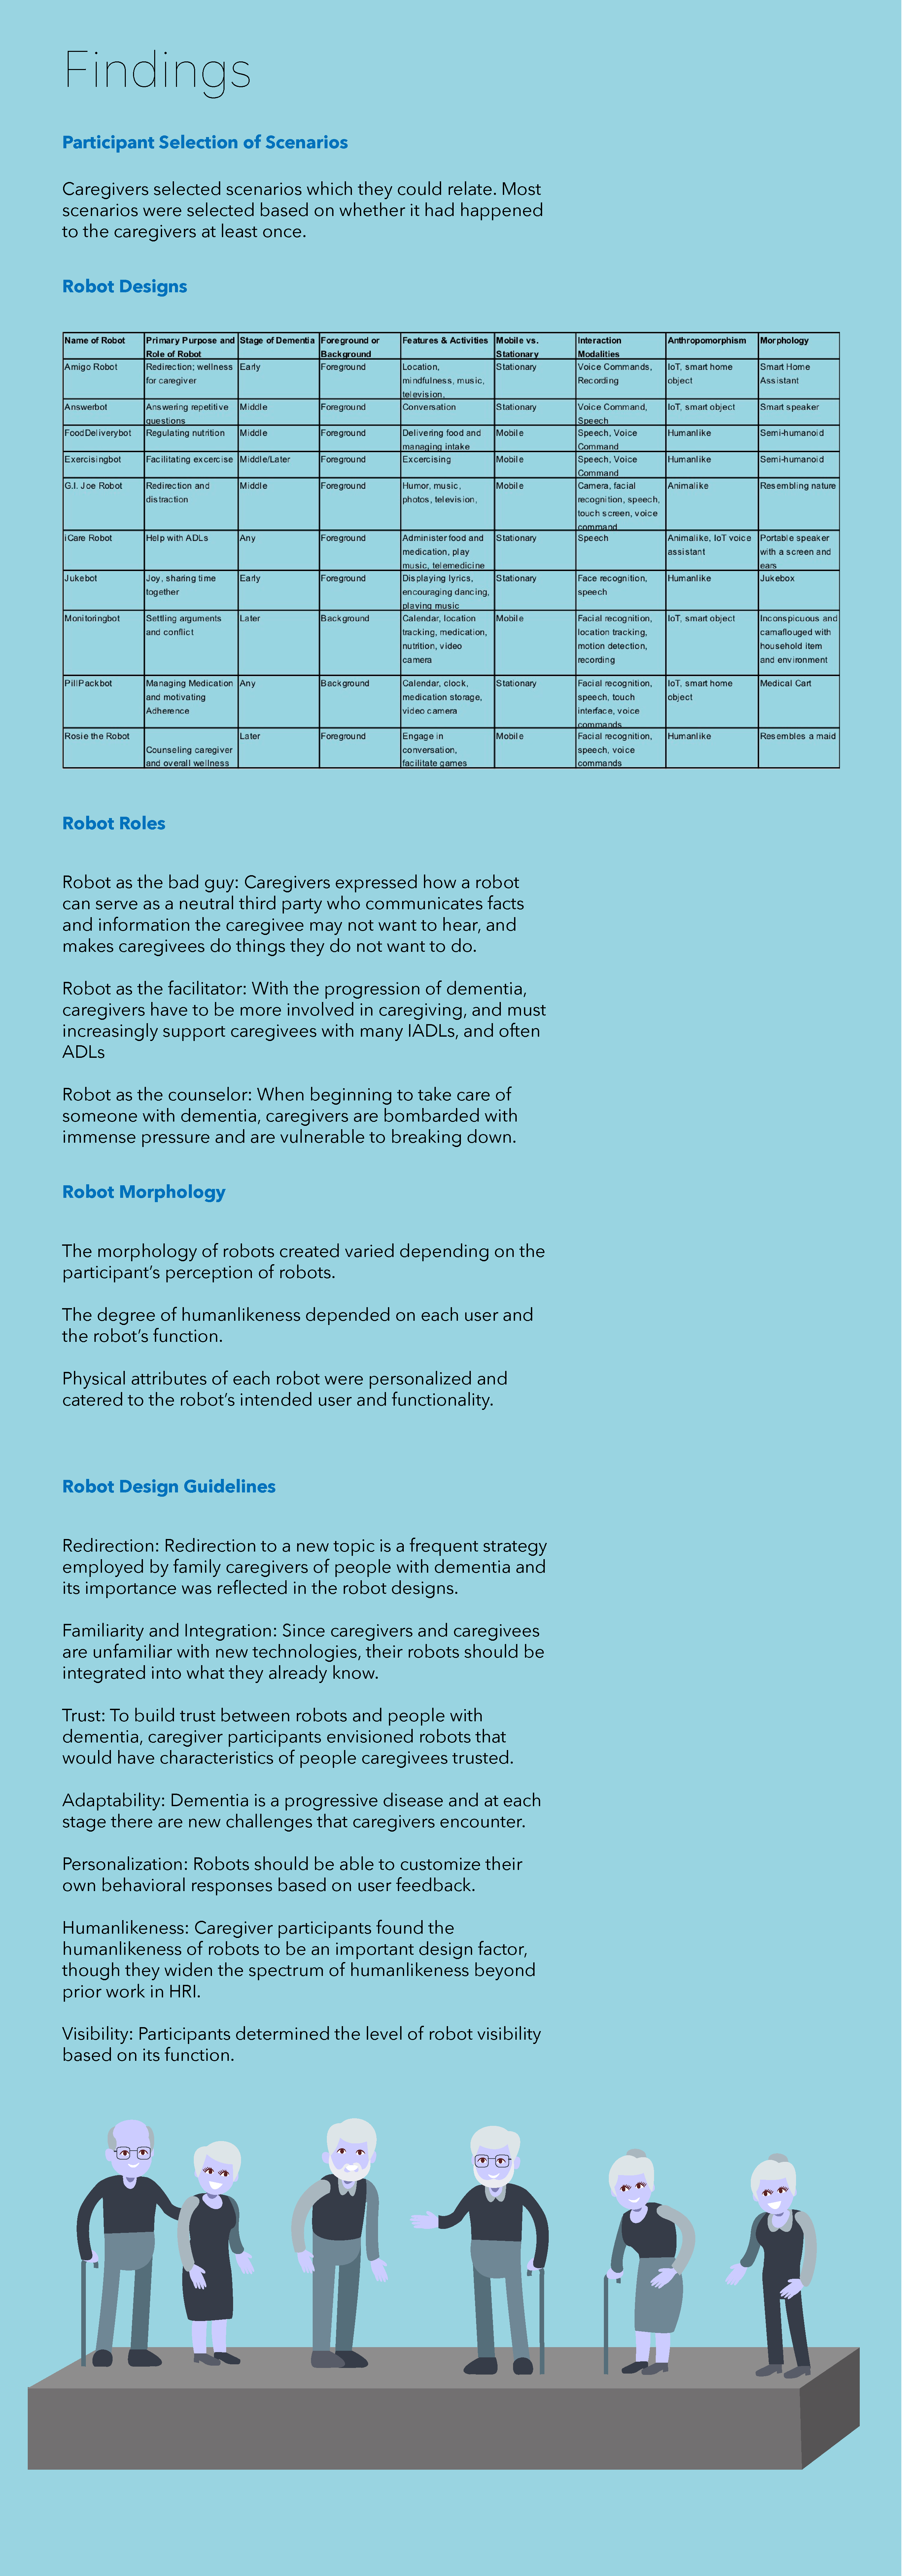 Findings
Participant Selection of Scenarios
Caregivers selected scenarios which they could relate. Most
scenarios were selected based on whether it had happened
to the caregivers at least once.
Robot Designs
Name of Robot Primary Purpose and Role of Robot Stage of Dementia Foreground or Background Features & Activities Mobile vs. Stationary Interaction Modalities Anthropomorphism Morphology
Amigo Robot Redirection; wellness for caregiver Early Foreground Location, mindfulness, music, television, Stationary Voice Commands, Recording IoT, smart home object Smart Home Assistant
Answerbot Answering repetitive questions Middle Foreground Conversation Stationary Voice Command, Speech IoT, smart object Smart speaker
FoodDeliverybot Regulating nutrition Middle Foreground Delivering food and managing intake Mobile Speech, Voice Command Humanlike Semi-humanoid
Exercisingbot Facilitating excercise Middle/Later Foreground Excercising Mobile Speech, Voice Command Humanlike Semi-humanoid
G.I. Joe Robot Redirection and distraction Middle Foreground Humor, music, photos, television, Mobile Camera, facial recognition, speech, touch screen, voice command Animalike Resembling nature
iCare Robot Help with ADLs Any Foreground Administer food and medication, play music, telemedicine Stationary Speech Animalike, IoT voice assistant Portable speaker with a screen and ears
Jukebot Joy, sharing time together Early Foreground Displaying lyrics, encouraging dancing, playing music Stationary Face recognition, speech Humanlike Jukebox
Monitoringbot Settling arguments and conflict Later Background Calendar, location tracking, medication, nutrition, video camera Mobile Facial recognition, location tracking, motion detection, recording IoT, smart object Inconspicuous and camaflouged with household item and environment
PillPackbot Managing Medication and motivating Adherence Any Background Calendar, clock, medication storage, video camera Stationary Facial recognition, speech, touch interface, voice commands IoT, smart home object Medical Cart
Rosie the Robot Counseling caregiver and overall wellness Later Foreground Engage in conversation, facilitate games Mobile Facial recognition, speech, voice commands Humanlike Resembles a maid
Robot Roles
Robot as the bad guy: Caregivers expressed how a robot
can serve as a neutral third party who communicates facts
and information the caregivee may not want to hear, and
makes caregivees do things they do not want to do.
Robot as the facilitator: With the progression of dementia,
caregivers have to be more involved in caregiving, and must
increasingly support caregivees with many IADLs, and often
ADLs
Robot as the counselor: When beginning to take care of
someone with dementia, caregivers are bombarded with
immense pressure and are vulnerable to breaking down.
Robot Morphology
The morphology of robots created varied depending on the
participant’s perception of robots.
The degree of humanlikeness depended on each user and
the robot’s function.
Physical attributes of each robot were personalized and
catered to the robot’s intended user and functionality.
Robot Design Guidelines
Redirection: Redirection to a new topic is a frequent strategy
employed by family caregivers of people with dementia and
its importance was reflected in the robot designs.
Familiarity and Integration: Since caregivers and caregivees
are unfamiliar with new technologies, their robots should be
integrated into what they already know.
Trust: To build trust between robots and people with
dementia, caregiver participants envisioned robots that
would have characteristics of people caregivees trusted.
Adaptability: Dementia is a progressive disease and at each
stage there are new challenges that caregivers encounter.
Personalization: Robots should be able to customize their
own behavioral responses based on user feedback.
Humanlikeness: Caregiver participants found the
humanlikeness of robots to be an important design factor,
though they widen the spectrum of humanlikeness beyond
prior work in HRI.
Visibility: Participants determined the level of robot visibility
based on its function.